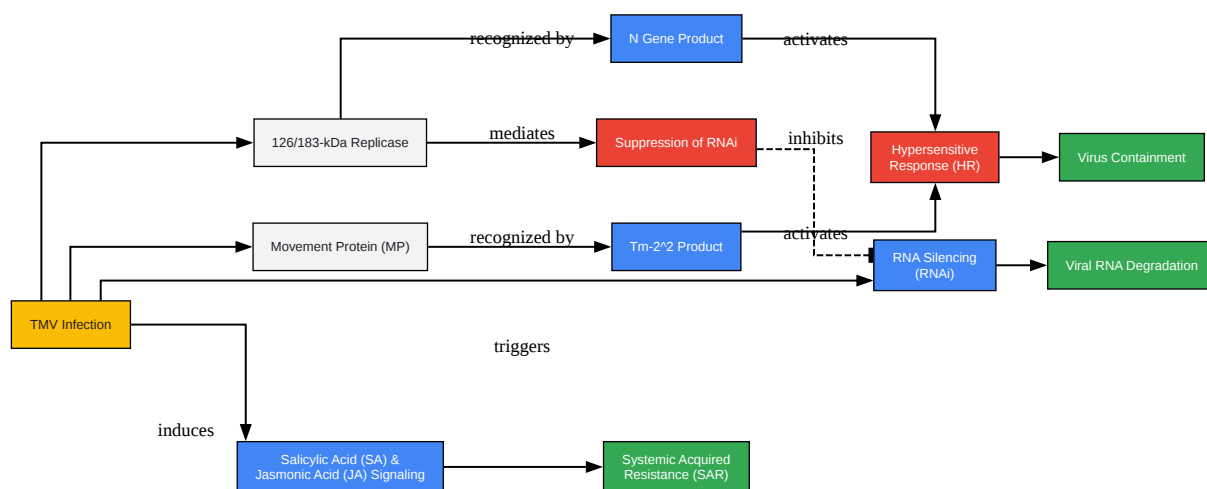 recognized by
N Gene Product
activates
126/183-kDa Replicase
mediates
Suppression of RNAi
inhibits
Hypersensitive
Response (HR)
Virus Containment
Movement Protein (MP)
recognized by
Tm-2^2 Product
activates
RNA Silencing
(RNAi)
Viral RNA Degradation
TMV Infection
triggers
induces
Salicylic Acid (SA) &
Jasmonic Acid (JA) Signaling
Systemic Acquired
Resistance (SAR)